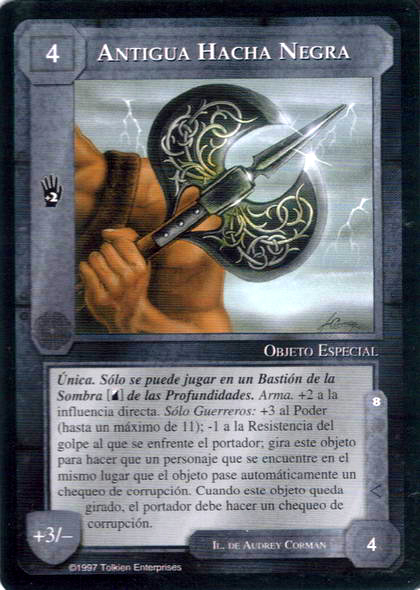 4
ANTIGUA HACHA NEGRA
+2
OBJETO ESPECIAL
Única. Sólo se puede jugar en un Bastión de la
Sombra [] de las Profundidades. Arma. +2 a la
influencia directa. Sólo Guerreros: +3 al Poder
(hasta un máximo de 11); -1 a la Resistencia del
golpe al que se enfrente el portador; gira este objeto
para hacer que un personaje que se encuentre en el
mismo lugar que el objeto pase automáticamente un
chequeo de corrupción. Cuando este objeto queda
girado, el portador debe hacer un chequeo de
corrupción.
8
+3/–
IL. DE AUDREY CORMAN
4
©1997 Tolkien Enterprises